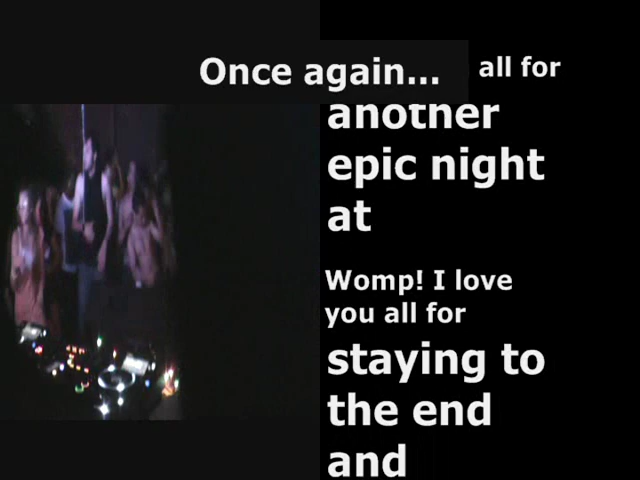 Once again... all for
another
epic night
at
Womp! I love
you all for
staying to
the end
and